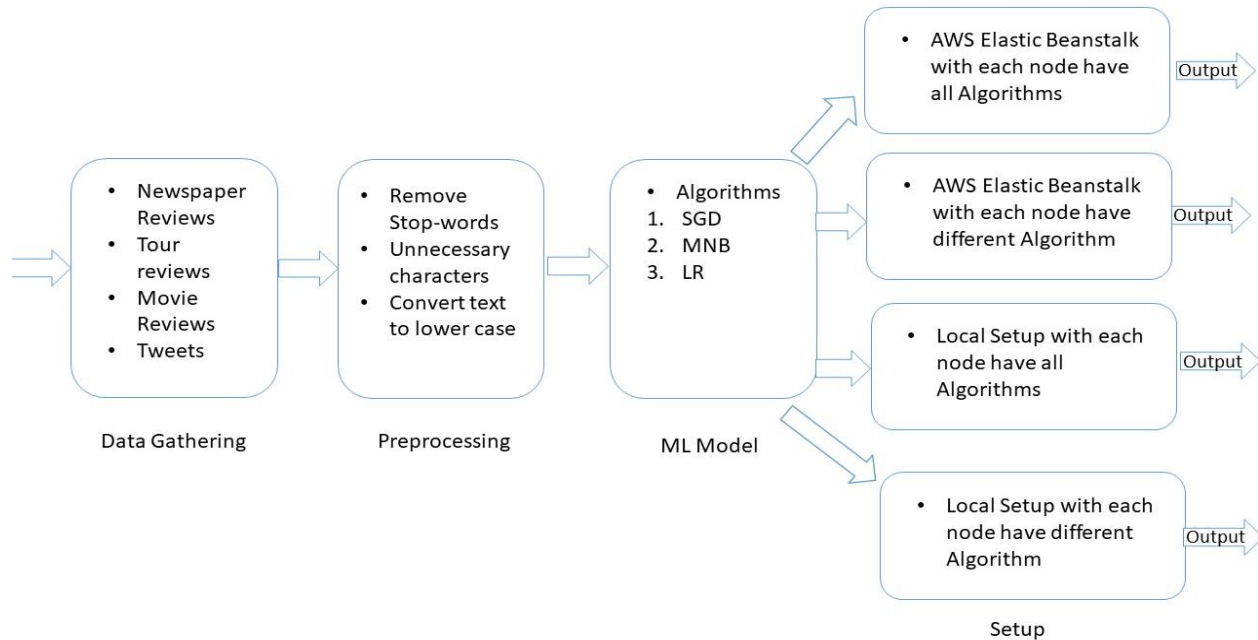 • Newspaper
Reviews
• Tour
reviews
• Movie
Reviews
• Tweets
Data Gathering
• Remove
Stop-words
• Unnecessary
characters
• Convert text
to lower case
Preprocessing
• Algorithms
1. SGD
2. MNB
3. LR
ML Model
• AWS Elastic Beanstalk
with each node have
all Algorithms
Output
• AWS Elastic Beanstalk
with each node have
different Algorithm
Output
• Local Setup with each
node have all
Algorithms
Output
• Local Setup with each
node have different
Algorithm
Output
Setup